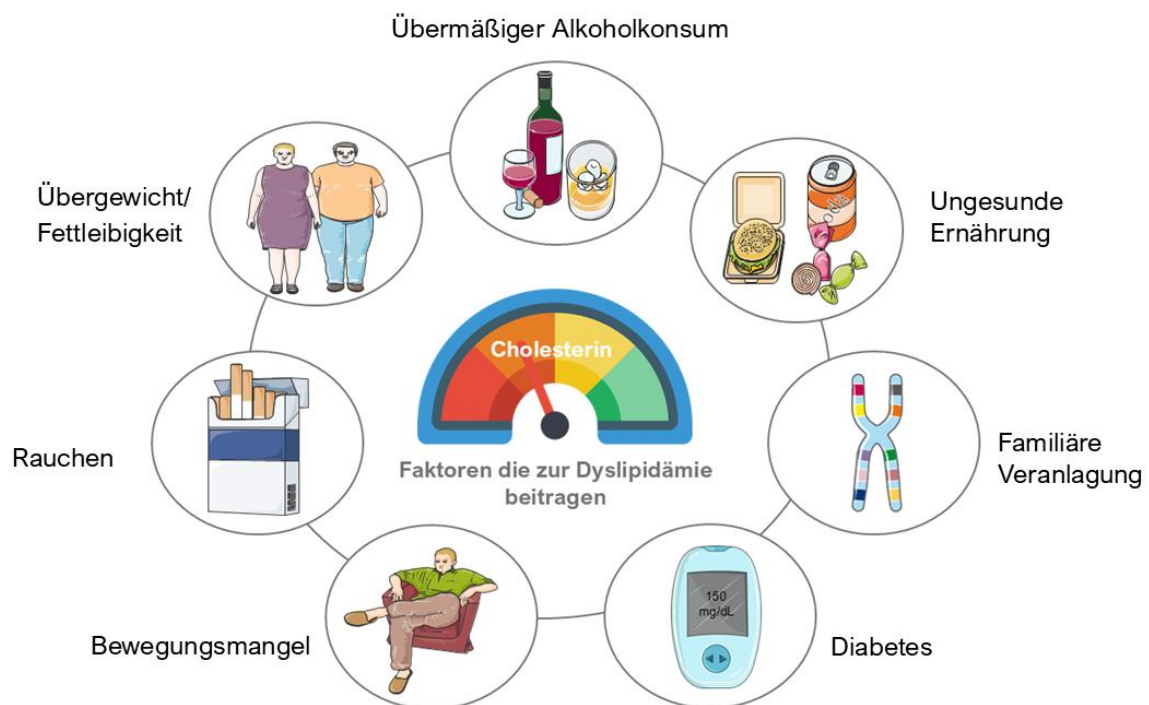 Übermäßiger Alkoholkonsum
Übergewicht/
Fettleibigkeit
Ungesunde
Ernährung
Cholesterin
Faktoren die zur Dyslipidämie
beitragen
Rauchen
Familiäre
Veranlagung
Bewegungsmangel
150
mg/dL
Diabetes